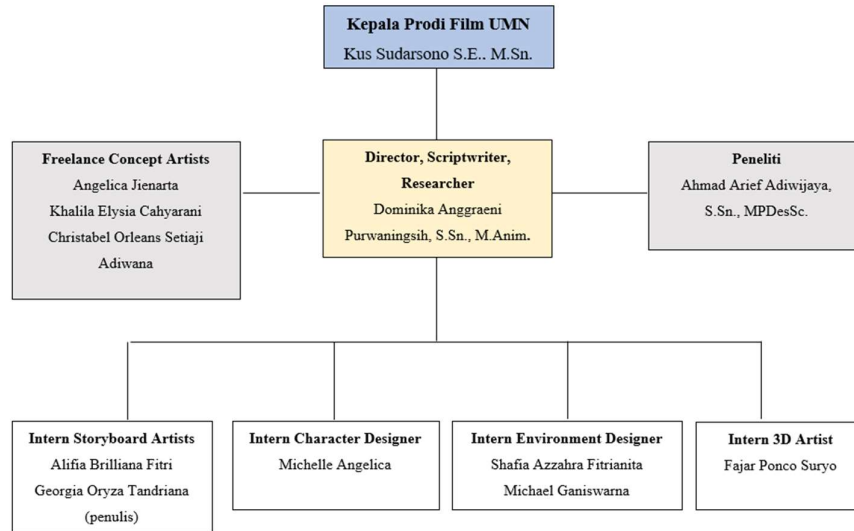 Kepala Prodi Film UMN
Kus Sudarsono S.E.. M.Sn.
Freelance Concept Artists
Angelica Jienarta
Khalila Elysia Cahyarani
Christabel Orleans Setiaji
Adiwana
Director, Scriptwriter,
Researcher
Dominika Anggraeni
Purwaningsih, S.Sn., M.Anim.
Peneliti
Ahmad Arief Adiwijaya,
S.Sn., MPDesSc.
Intern Storyboard Artists
Alifia Brilliana Fitri
Georgia Oryza Tandriana
(penulis)
Intern Character Designer
Michelle Angelica
Intern Environment Designer
Shafia Azzahra Fitrianita
Michael Ganiswarna
Intern 3D Artist
Fajar Ponco Suryo